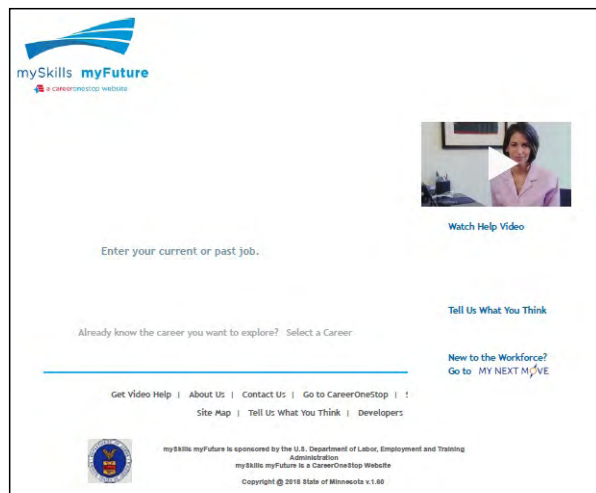 mySkills myFuture
a careeronestop website
Watch Help Video
Enter your current or past job.
Tell Us What You Think
Already know the career you want to explore? Select a Career
New to the Workforce?
Go to MY NEXT MOVE
Get Video Help | About Us | Contact Us | Go to CareerOneStop |
Site Map | Tell Us What You Think | Developers
mySkills myFuture is sponsored by the U.S. Department of Labor, Employment and Training
Administration
mySkills myFuture is a CareerOneStop Website
Copyright @ 2018 State of Minnesota v.1.60